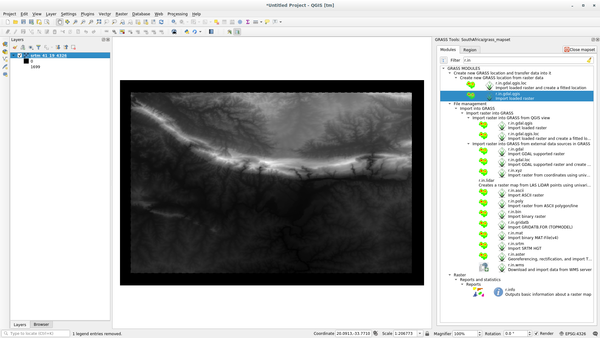 *Untitled Project — QGIS [tm]
Project Edit View Layer Settings Plugins Vector Raster Database Web Mesh Processing Help
Layers
srtm_41_19_4326
0
1699
GRASS Tools: SouthAfrica/grass_mapset
Modules Region Close mapset
Filter r.in
GRASS MODULES
Create new GRASS location and transfer data into it
Create new GRASS location from raster data
r.in.gdal.qgis.loc
Import loaded raster and create a fitted location
r.in.gdal.qgis
Import loaded raster
File management
Import into GRASS
Import raster into GRASS
Import raster into GRASS from QGIS view
r.in.gdal.qgis
Import loaded raster
r.in.gdal.qgis.loc
Import loaded raster and create a fitted lo...
Import raster into GRASS from external data sources in GRASS
r.in.gdal
Import GDAL supported raster
r.in.gdal.loc
Import GDAL supported raster and create ...
r.in.xyz
Import raster from coordinates using univ...
r.in.lidar
Creates a raster map from LAS LiDAR points using univari...
r.in.ascii
Import ASCII raster
r.in.poly
Import raster from ASCII polygon/line
r.in.bin
Import binary raster
r.in.gridatb
Import GRIDATB.FOR (TOPMODEL)
r.in.mat
Import binary MAT-File(v4)
r.in.srtm
Import SRTM HGT
r.in.aster
Georeferencing, rectification, and import T...
r.in.wms
Download and import data from WMS server
Raster
Reports and statistics
Reports
r.info
Outputs basic information about a raster map
Layers Browser
Type to locate (Ctrl+K) 1 legend entries removed. Coordinate Scale Magnifier 100% Rotation 0.0 ° Render EPSG:4326